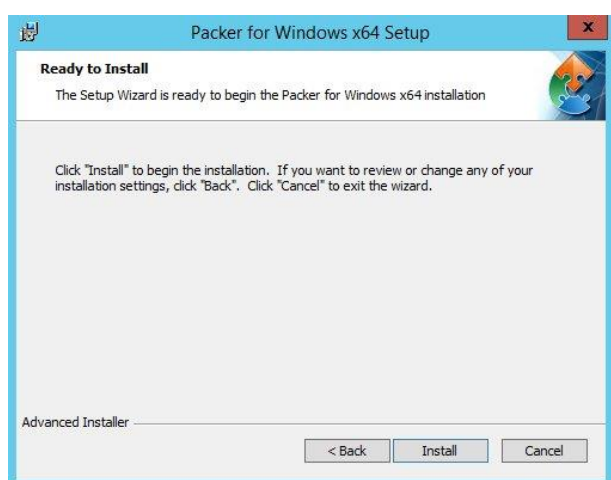 Packer for Windows x64 Setup
x
Ready to Install
The Setup Wizard is ready to begin the Packer for Windows x64 installation
Click "Install" to begin the installation. If you want to review or change any of your
installation settings, click "Back". Click "Cancel" to exit the wizard.
Advanced Installer
< Back Install Cancel